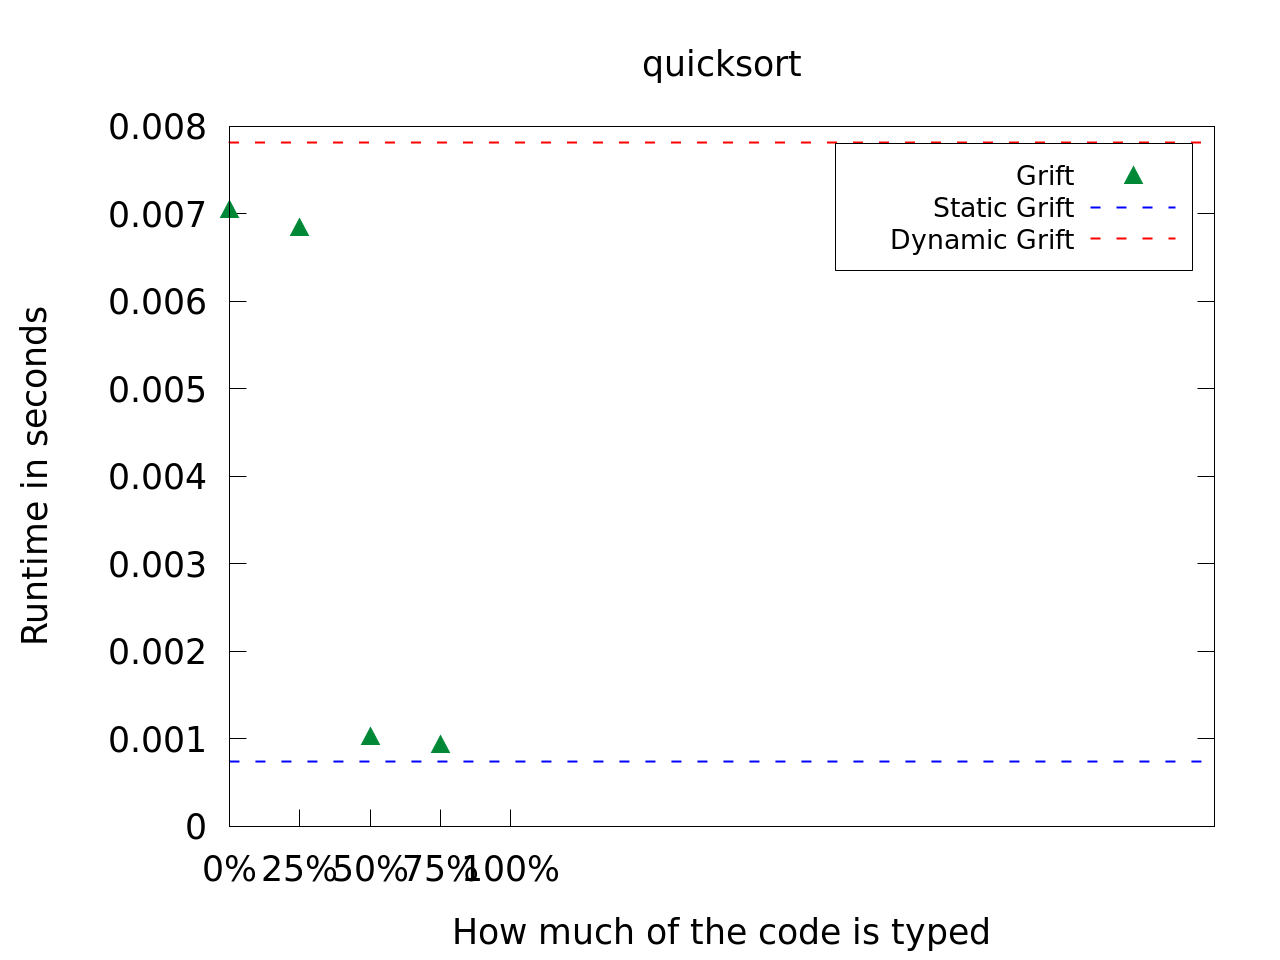 quicksort
0.008
0.007
0.006
0.005
0.004
0.003
0.002
0.001
0
Runtime in seconds
Grift
Static Grift
Dynamic Grift
0% 25% 50% 75% 100%
How much of the code is typed